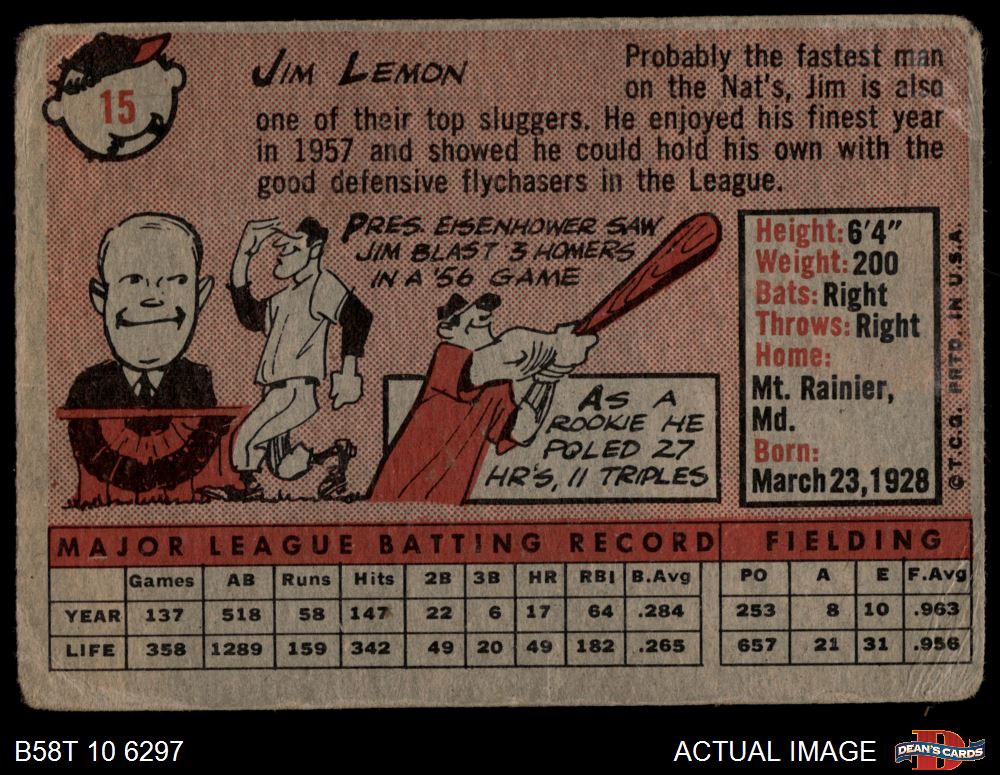 15
JIM LEMON
Probably the fastest man
on the Nat's, Jim is also
one of their top sluggers. He enjoyed his finest year
in 1957 and showed he could hold his own with the
good defensive flychasers in the League.
PRES. EISENHOWER SAW
JIM BLAST 3 HOMERS
IN A '56 GAME
AS A
ROOKIE HE
POLED 27
HR'S, 11 TRIPLES
Height: 6'4"
Weight: 200
Bats: Right
Throws: Right
Home:
Mt. Rainier,
Md.
Born:
March 23, 1928
© T.C.G. PRTD. IN U.S.A.
MAJOR LEAGUE BATTING RECORD FIELDING
Games AB Runs Hits 2B 3B HR RBI B.Avg PO A E F.Avg
YEAR 137 518 58 147 22 6 17 64 .284 253 8 10 .963
LIFE 358 1289 159 342 49 20 49 182 .265 657 21 31 .956
B58T 10 6297 ACTUAL IMAGE DEAN'S CARDS